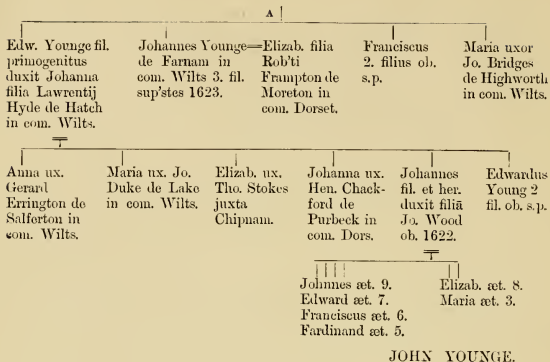 A
Edw. Younge fil.
primogenitus
duxit Johanna
filia Lawrentij
Hyde de Hatch
in com. Wilts.
Johannes Younge
de Farnam in
com. Wilts 3. fil.
sup'stes 1623.
Elizab. filia
Rob'ti
Frampton de
Moreton in
com. Dorset.
Franciscus
2. filius ob.
s.p.
Maria uxor
Jo. Bridges
de Highworth
in com. Wilts.
Anna ux.
Gerard
Errington de
Salforton in
com. Wilts.
Maria ux. Jo.
Duke de Lake
in com. Wilts.
Elizab. ux.
Tho. Stokes
juxta
Chipnam.
Johanna ux.
Hen. Chack-
ford de
Purbeck in
com. Dors.
Johannes
fil. et her.
duxit filiā
Jo. Wood
ob. 1622.
Edwardus
Young 2
fil. ob. s.p.
Johnnes æt. 9.
Edward æt. 7.
Franciscus æt. 6.
Fardinand æt. 5.
Elizab. æt. 8.
Maria æt. 3.
JOHN YOUNGE.